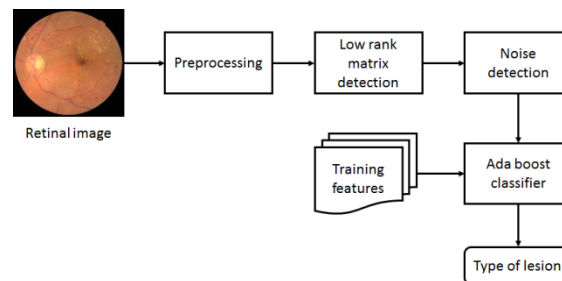 Retinal image
Preprocessing
Low rank
matrix
detection
Noise
detection
Training
features
Ada boost
classifier
Type of lesion